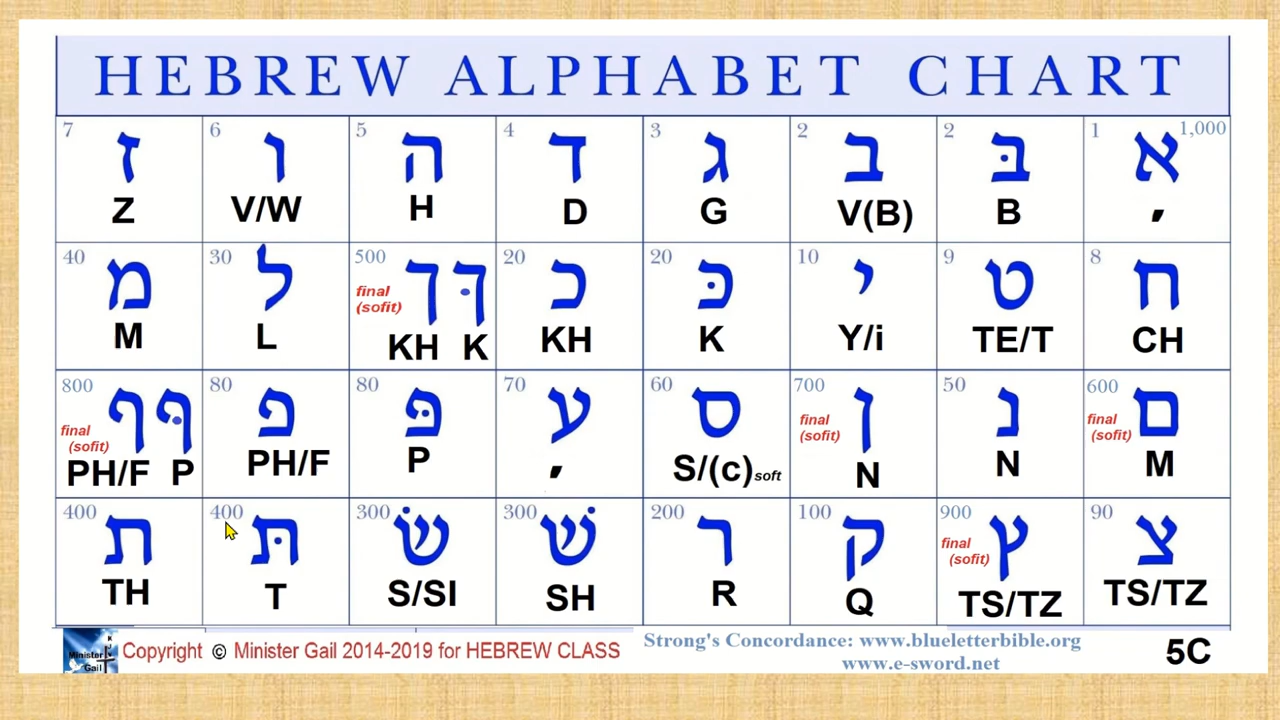 HEBREW ALPHABET CHART
7 6 5 4 3 2 2 1 1,000
ז ו ה ד ג ב בּ א
Z V/W H D G V(B) B ,
40 30 500 20 20 10 9 8
final
(sofit)
מ ל ך ךּ כ כּ י ט ח
M L KH K KH K Y/i TE/T CH
800 80 80 70 60 700 50 600
final final final
(sofit) (sofit) (sofit)
ף ףּ פ פּ ע ס ן נ ם
PH/F P PH/F P , S/(c)soft N N M
400 400 300 300 200 100 900 90
final
(sofit)
ת תּ שׂ שׁ ר ק ץ צ
TH T S/SI SH R Q TS/TZ TS/TZ
Minister
Gail
Copyright © Minister Gail 2014-2019 for HEBREW CLASS
Strong's Concordance: www.blueletterbible.org
www.e-sword.net
5C